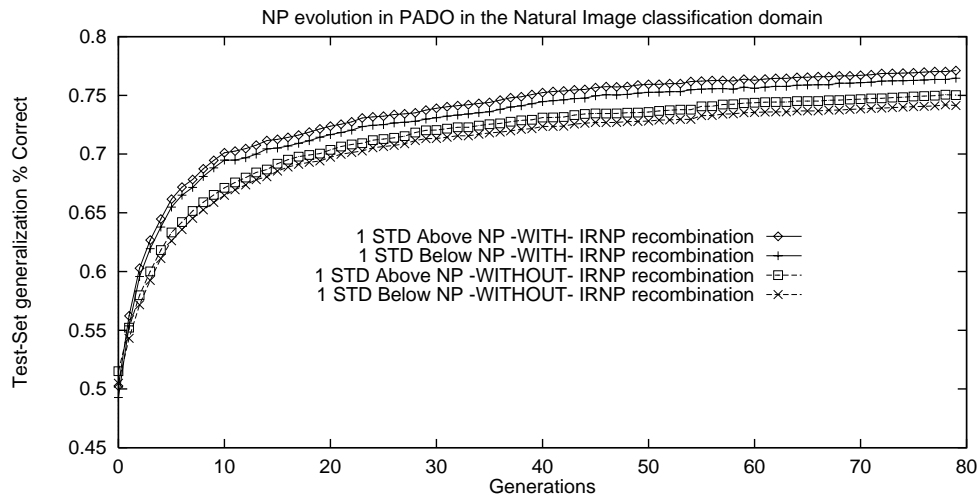 NP evolution in PADO in the Natural Image classification domain
Test-Set generalization % Correct
0.8
0.75
0.7
0.65
0.6
0.55
0.5
0.45
1 STD Above NP -WITH- IRNP recombination
1 STD Below NP -WITH- IRNP recombination
1 STD Above NP -WITHOUT- IRNP recombination
1 STD Below NP -WITHOUT- IRNP recombination
0 10 20 30 40 50 60 70 80
Generations